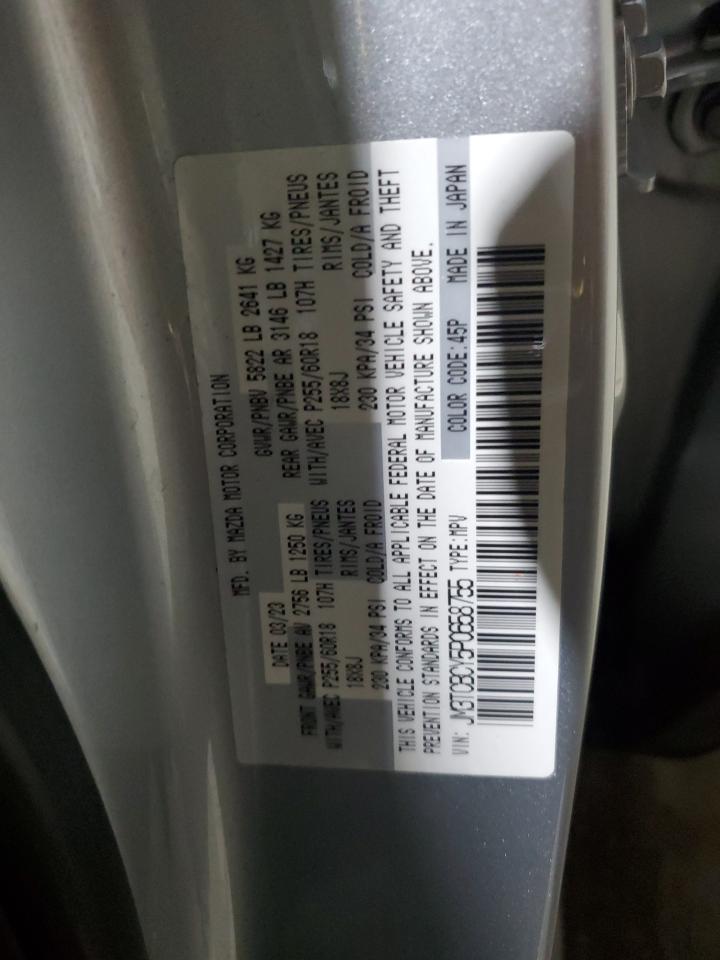 MFD. BY MAZDA MOTOR CORPORATION
DATE 03/23 GVWR/PNBV 5822 LB 2641 KG
FRONT GAWR/PNBE AV 2756 LB 1250 KG REAR GAWR/PNBE AR 3146 LB 1427 KG
WITH/AVEC P255/60R18 107H TIRES/PNEUS WITH/AVEC P255/60R18 107H TIRES/PNEUS
18X8J RIMS/JANTES 18X8J RIMS/JANTES
230 KPA/34 PSI COLD/A FROID 230 KPA/34 PSI COLD/A FROID
THIS VEHICLE CONFORMS TO ALL APPLICABLE FEDERAL MOTOR VEHICLE SAFETY AND THEFT
PREVENTION STANDARDS IN EFFECT ON THE DATE OF MANUFACTURE SHOWN ABOVE.
VIN: JM3TCBCY5P0658755 TYPE:MPV COLOR CODE:45P MADE IN JAPAN